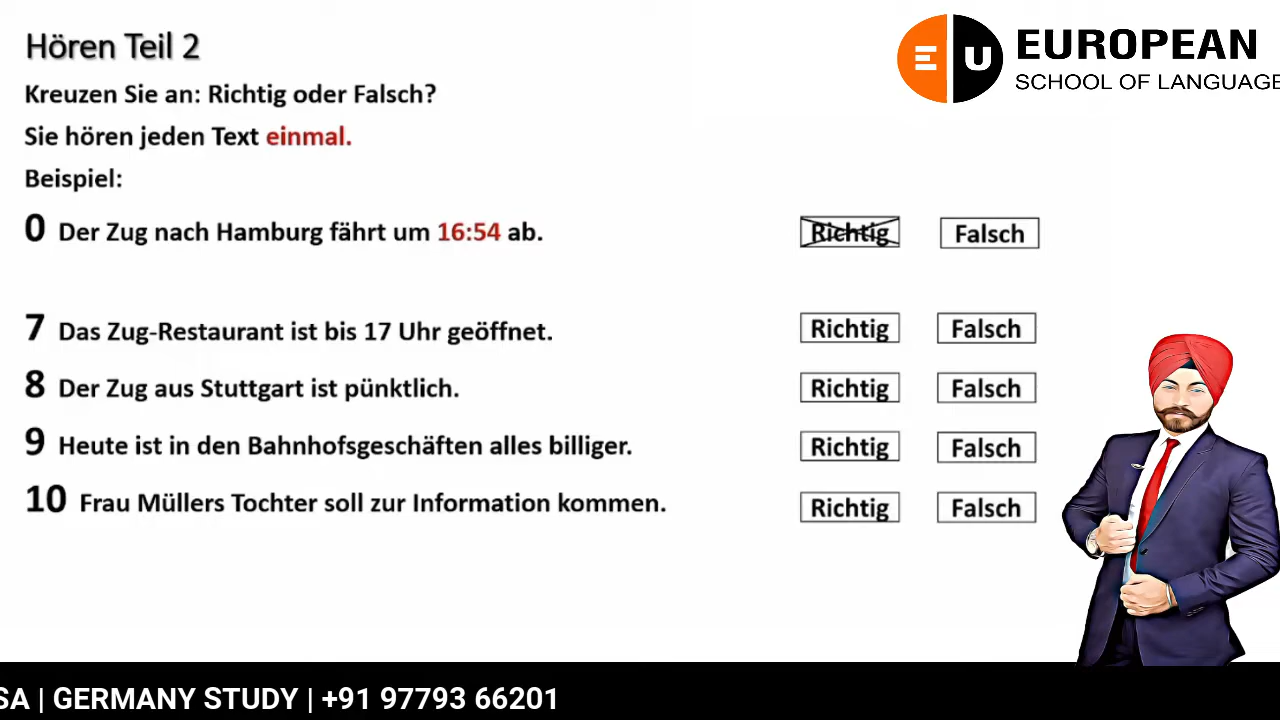 Hören Teil 2
EUROPEAN
SCHOOL OF LANGUAGE
E U
Kreuzen Sie an: Richtig oder Falsch?
Sie hören jeden Text einmal.
Beispiel:
0 Der Zug nach Hamburg fährt um 16:54 ab. Richtig Falsch
7 Das Zug-Restaurant ist bis 17 Uhr geöffnet. Richtig Falsch
8 Der Zug aus Stuttgart ist pünktlich. Richtig Falsch
9 Heute ist in den Bahnhofsgeschäften alles billiger. Richtig Falsch
10 Frau Müllers Tochter soll zur Information kommen. Richtig Falsch
SA | GERMANY STUDY | +91 97793 66201